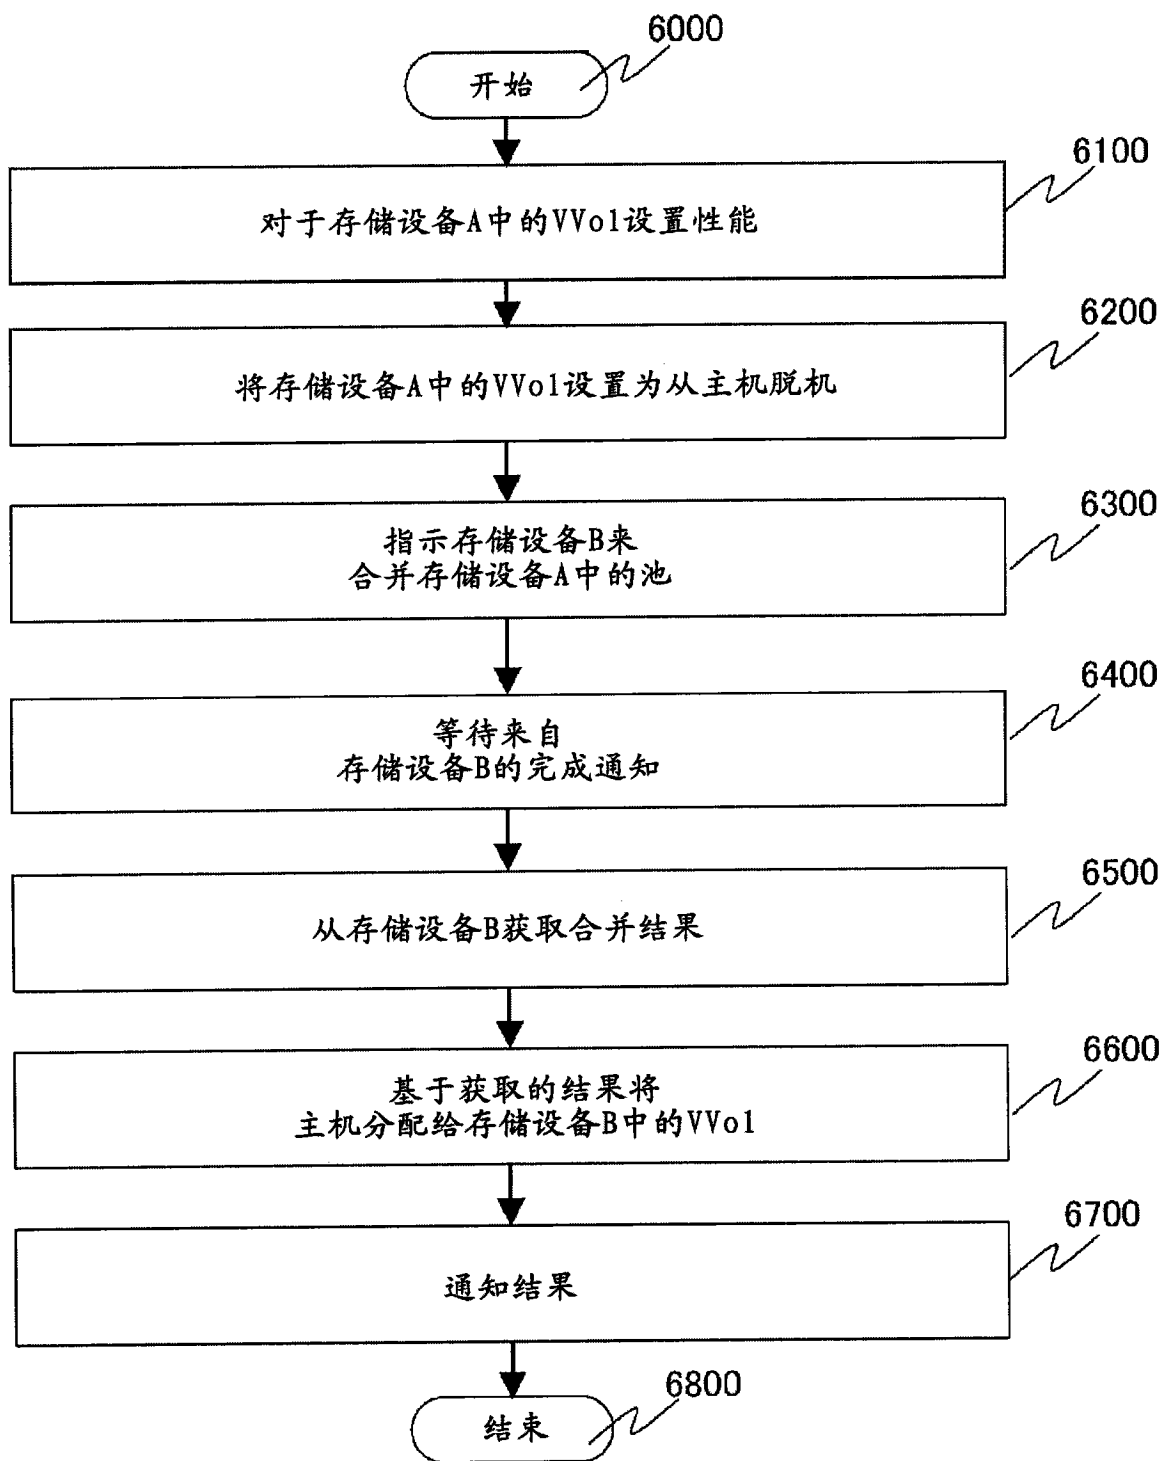 6000
开始
6100
对于存储设备A中的VVol设置性能
6200
将存储设备A中的VVol设置为从主机脱机
6300
指示存储设备B来
合并存储设备A中的池
6400
等待来自
存储设备B的完成通知
6500
从存储设备B获取合并结果
6600
基于获取的结果将
主机分配给存储设备B中的VVol
6700
通知结果
6800
结束